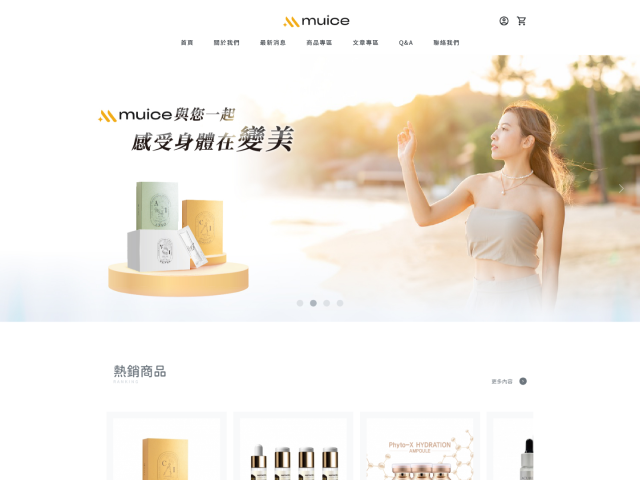 muice
首頁 關於我們 最新消息 商品專區 文章專區 Q&A 聯絡我們
muice與您一起
感受身體在變美
熱銷商品
RANKING
更多內容
Phyto-X HYDRATION
AMPOULE